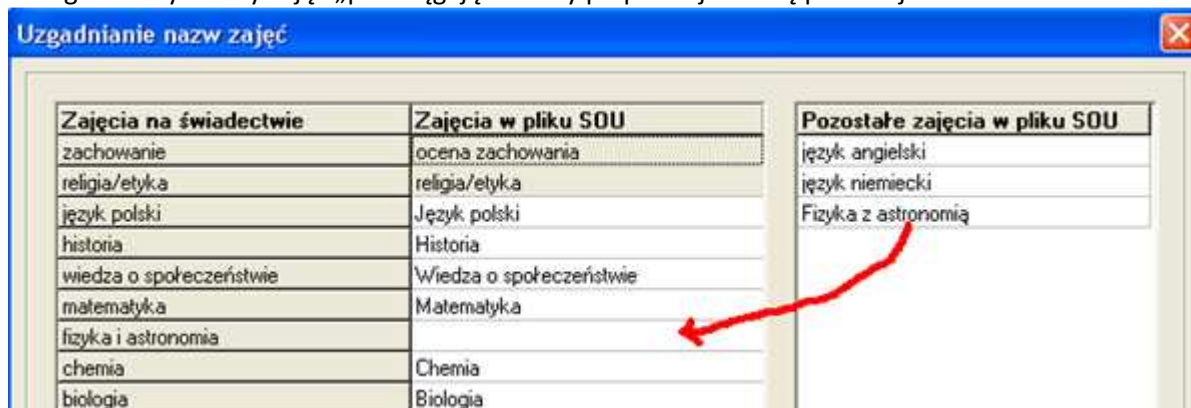 Uzgadnianie nazw zajęć
Zajęcia na świadectwie Zajęcia w pliku SOU Pozostałe zajęcia w pliku SOU
zachowanie ocena zachowania język angielski
religia/etyka religia/etyka język niemiecki
język polski Język polski Fizyka z astronomią
historia Historia
wiedza o społeczeństwie Wiedza o społeczeństwie
matematyka Matematyka
fizyka i astronomia
chemia Chemia
biologia Biologia